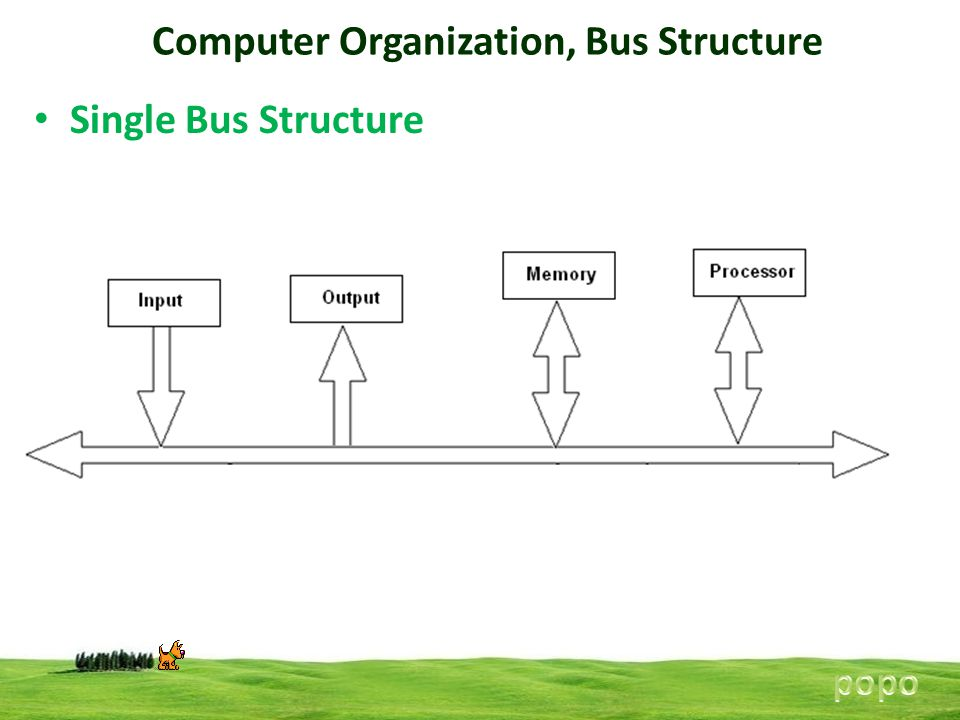 Computer Organization, Bus Structure
• Single Bus Structure
Input
Output
Memory
Processor
popo